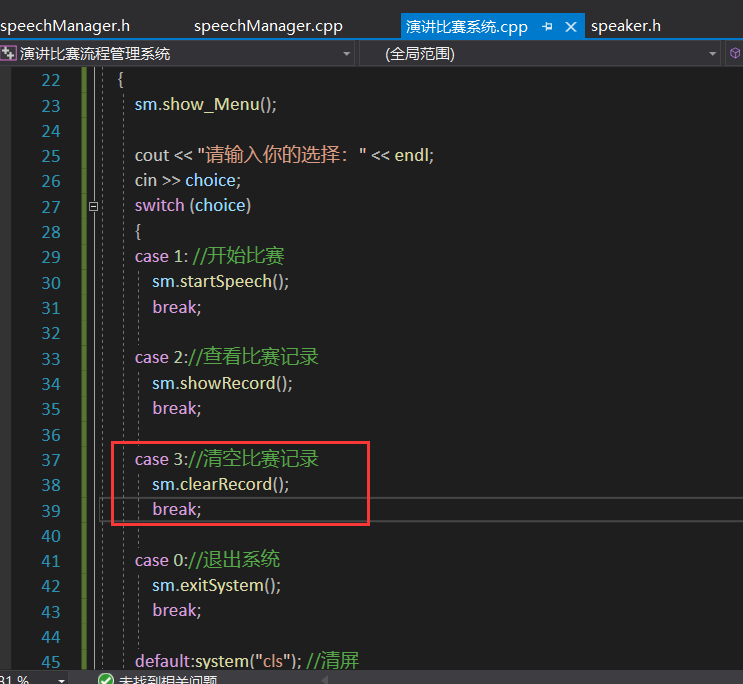 speechManager.h speechManager.cpp 演讲比赛系统.cpp speaker.h
演讲比赛流程管理系统 (全局范围)
22 {
23 sm.show_Menu();
24
25 cout << "请输入你的选择：" << endl;
26 cin >> choice;
27 switch (choice)
28 {
29 case 1: //开始比赛
30 sm.startSpeech();
31 break;
32
33 case 2://查看比赛记录
34 sm.showRecord();
35 break;
36
37 case 3://清空比赛记录
38 sm.clearRecord();
39 break;
40
41 case 0://退出系统
42 sm.exitSystem();
43 break;
44
45 default:system("cls"); //清屏
未找到相关问题